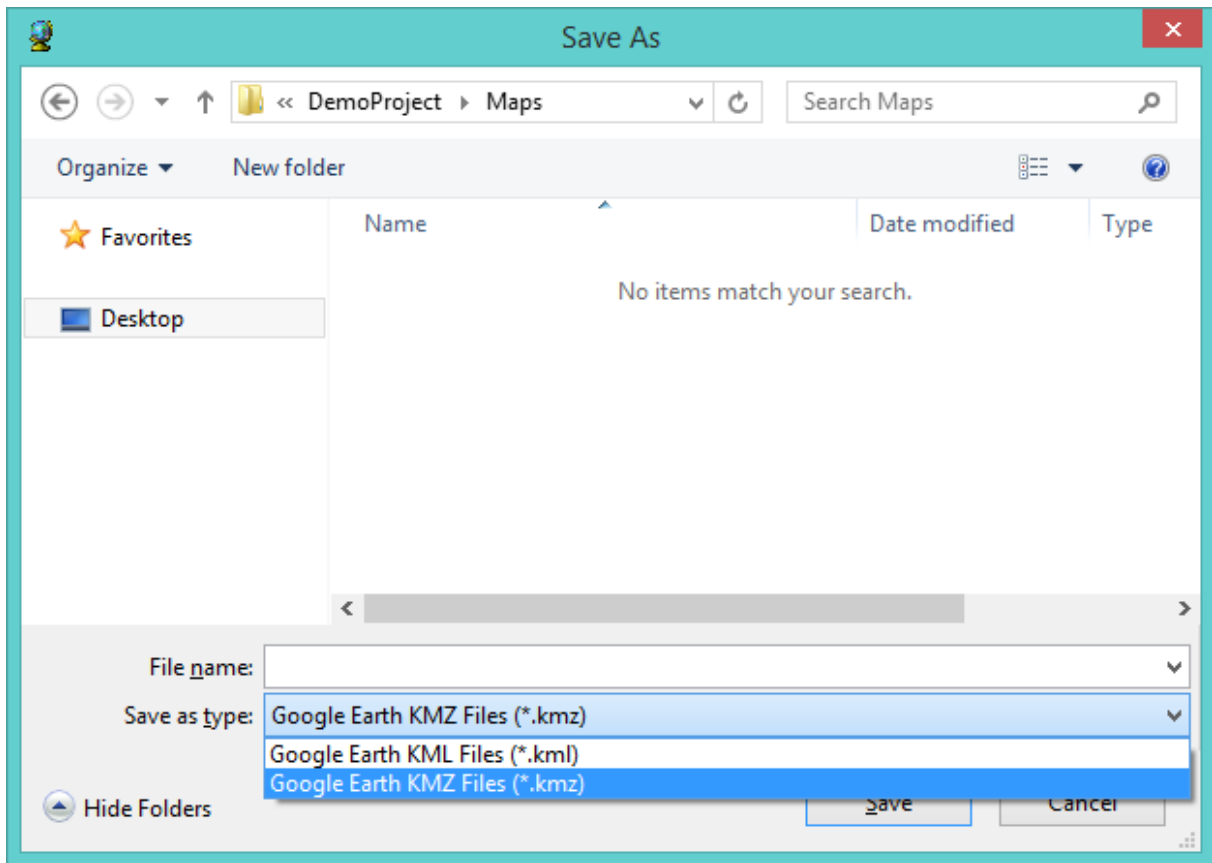 Save As
« DemoProject Maps
Search Maps
Organize New folder
Favorites
Desktop
Name Date modified Type
No items match your search.
File name:
Save as type: Google Earth KMZ Files (*.kmz)
Google Earth KML Files (*.kml)
Google Earth KMZ Files (*.kmz)
Hide Folders Save Cancel